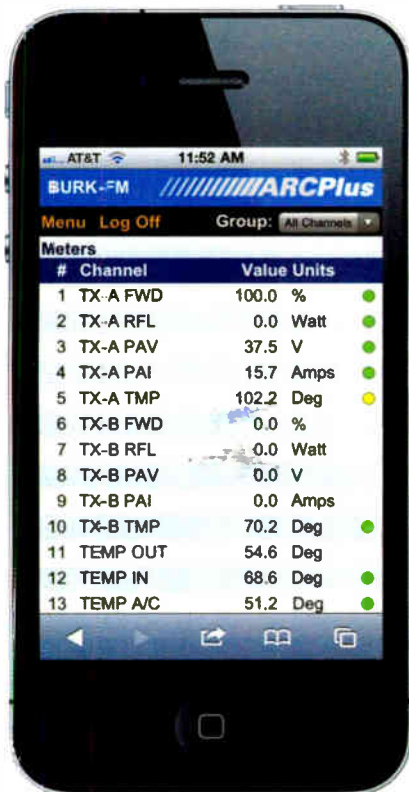 AT&T 11:52 AM
BURK-FM ARCPlus
Menu Log Off Group: All Channels
Meters
# Channel Value Units
1 TX-A FWD 100.0 %
2 TX-A RFL 0.0 Watt
3 TX-A PAV 37.5 V
4 TX-A PAI 15.7 Amps
5 TX-A TMP 102.2 Deg
6 TX-B FWD 0.0 %
7 TX-B RFL 0.0 Watt
8 TX-B PAV 0.0 V
9 TX-B PAI 0.0 Amps
10 TX-B TMP 70.2 Deg
11 TEMP OUT 54.6 Deg
12 TEMP IN 68.6 Deg
13 TEMP A/C 51.2 Deg